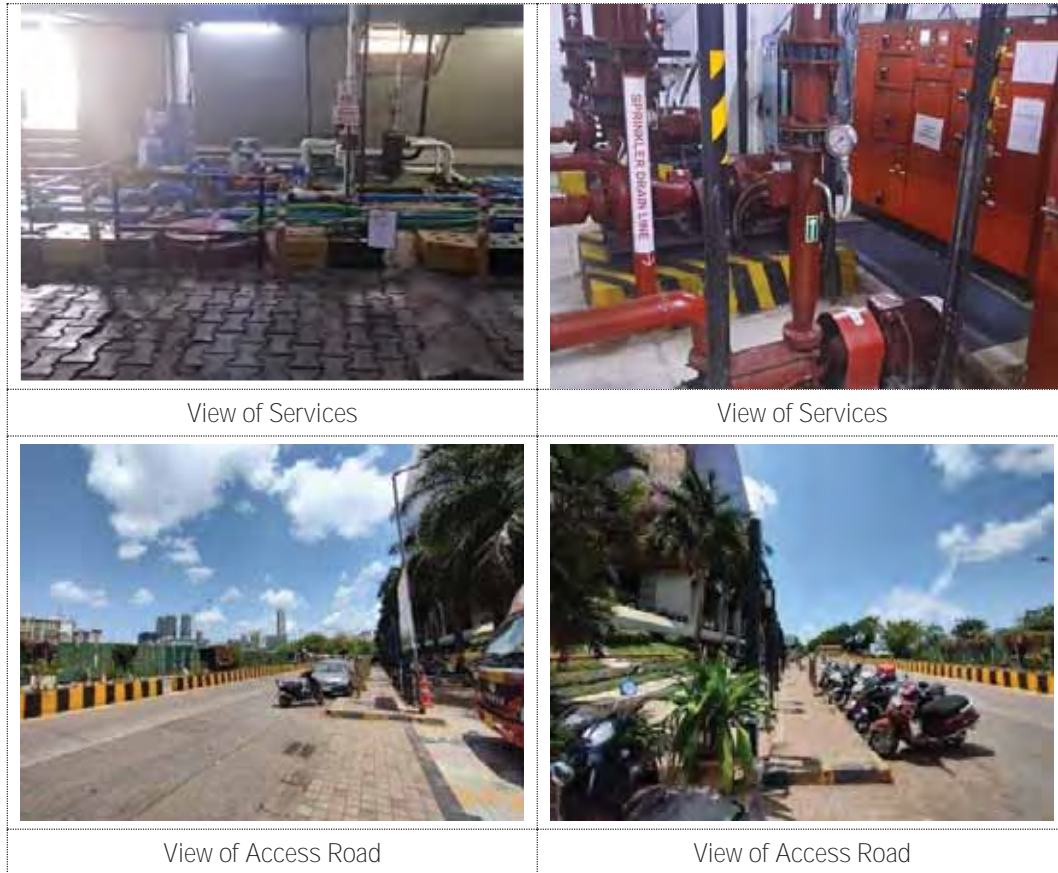 SPRINKLER DRAIN LINE
View of Services
View of Services
View of Access Road
View of Access Road